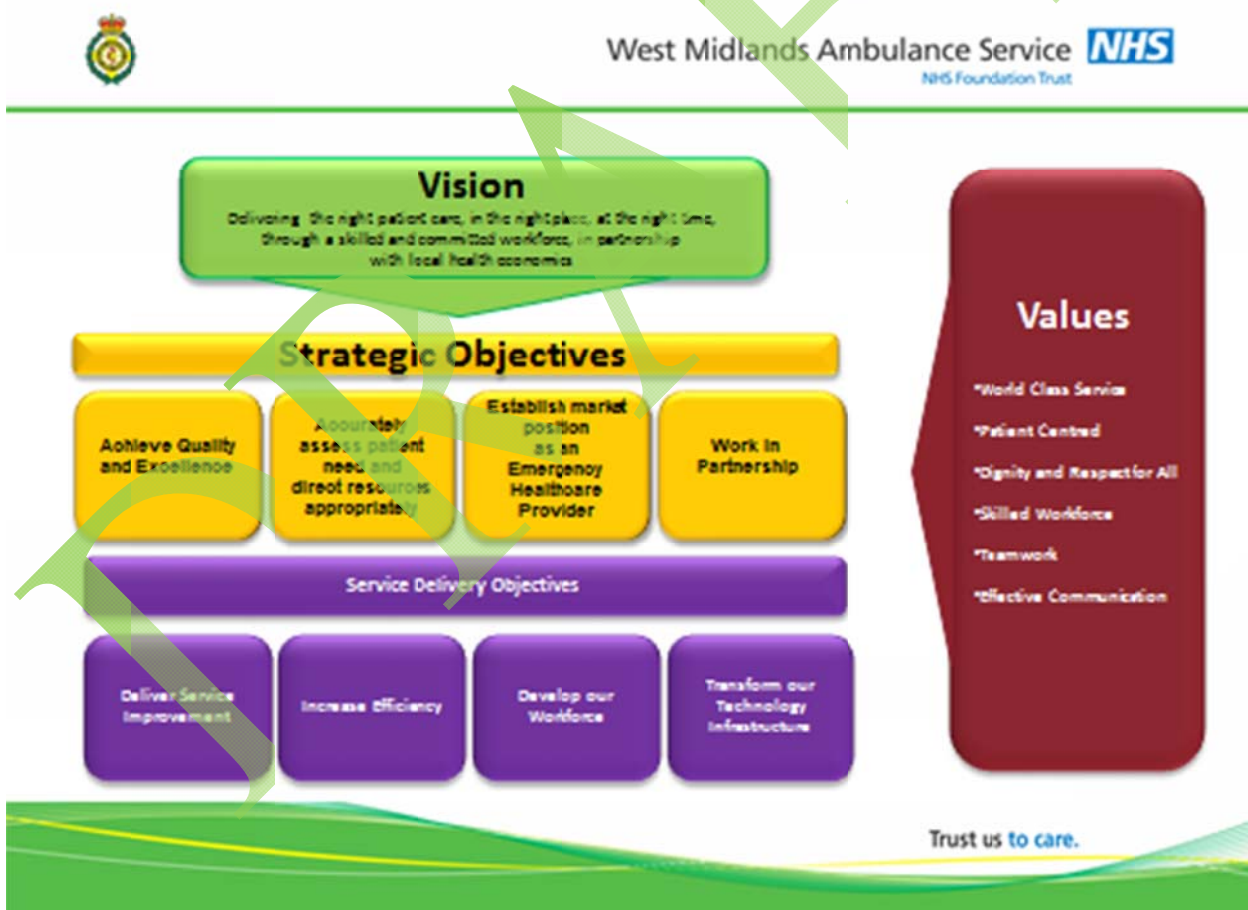 West Midlands Ambulance Service NHS
NHS Foundation Trust
Vision
Delivering the right patient care, in the right place, at the right time,
through a skilled and committed workforce, in partnership
with local health economies
Strategic Objectives
Achieve Quality
and Excellence
Accurately
assess patient
need and
direct resources
appropriately
Establish market
position
as an
Emergency
Healthcare
Provider
Work in
Partnership
Service Delivery Objectives
Deliver Service
Improvement
Increase Efficiency
Develop our
Workforce
Transform our
Technology
Infrastructure
Values
*World Class Service
*Patient Centred
*Dignity and Respect for All
*Skilled Workforce
*Teamwork
*Effective Communication
Trust us to care.